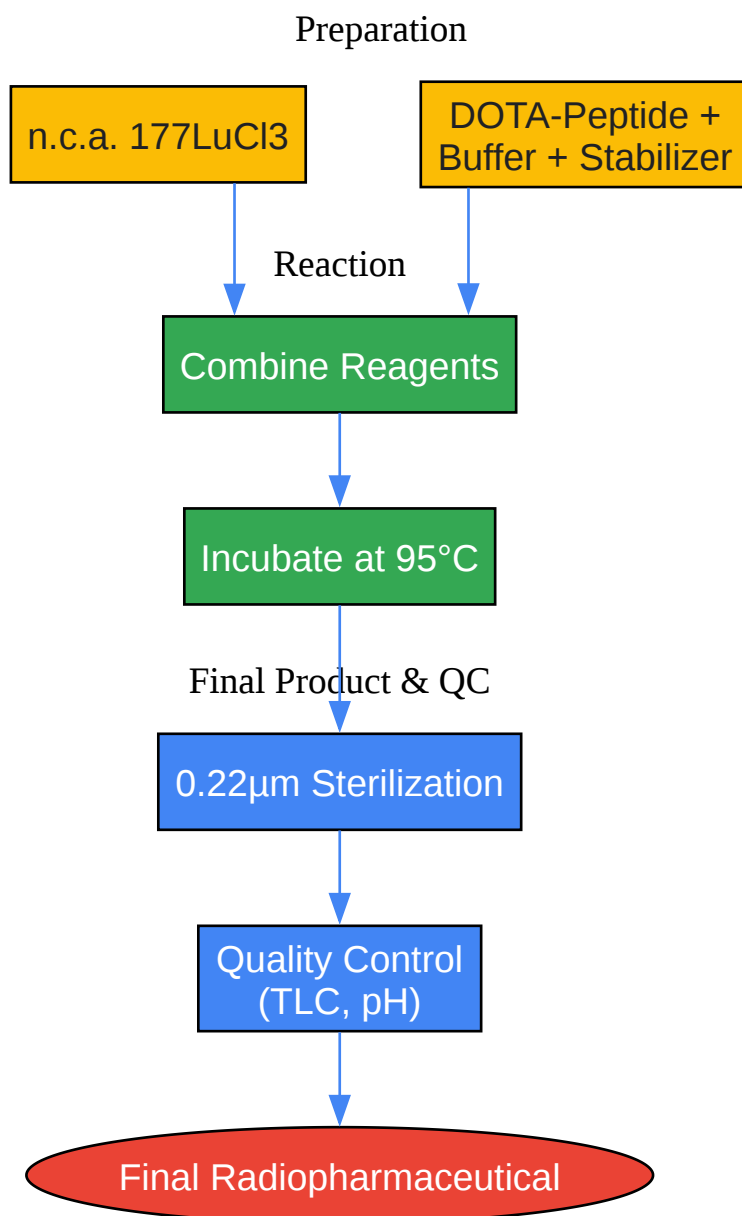 Preparation
n.c.a. 177LuCl3
DOTA-Peptide +
Buffer + Stabilizer
Reaction
Combine Reagents
Incubate at 95°C
Final Product & QC
0.22µm Sterilization
Quality Control
(TLC, pH)
Final Radiopharmaceutical